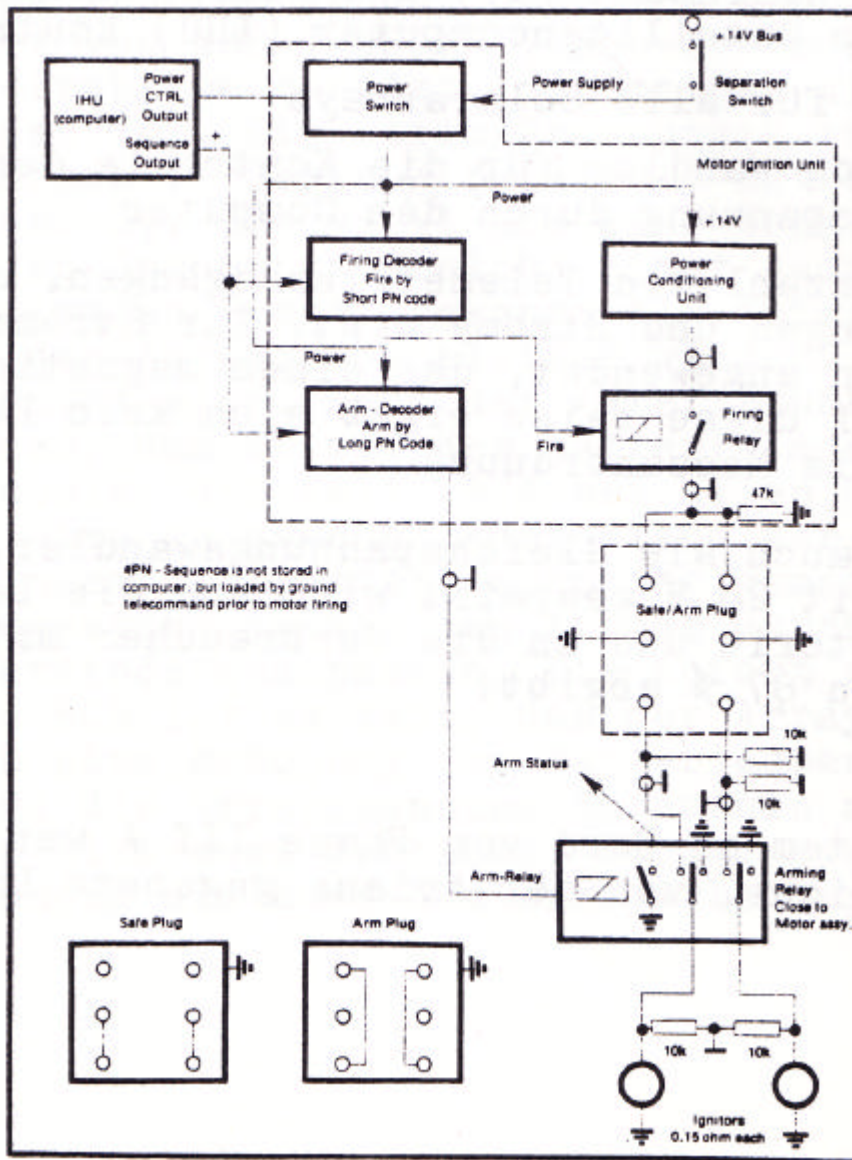 + 14V Bus
Separation
Switch
Power Supply
Power
Switch
IHU
(computer)
Power
CTRL
Output
Sequence
Output
+
Motor Ignition Unit
Power
+ 14V
Firing Decoder
Fire by
Short PN code
Power
Conditioning
Unit
Power
Arm - Decoder
Arm by
Long PN Code
Fire
Firing
Relay
47k
#PN - Sequence is not stored in
computer, but loaded by ground
telecommand prior to motor firing
Safe/Arm Plug
10k
10k
Arm Status
Arm-Relay
Arming
Relay
Close to
Motor assy.
Safe Plug
Arm Plug
10k
10k
Ignitors
0.15 ohm each